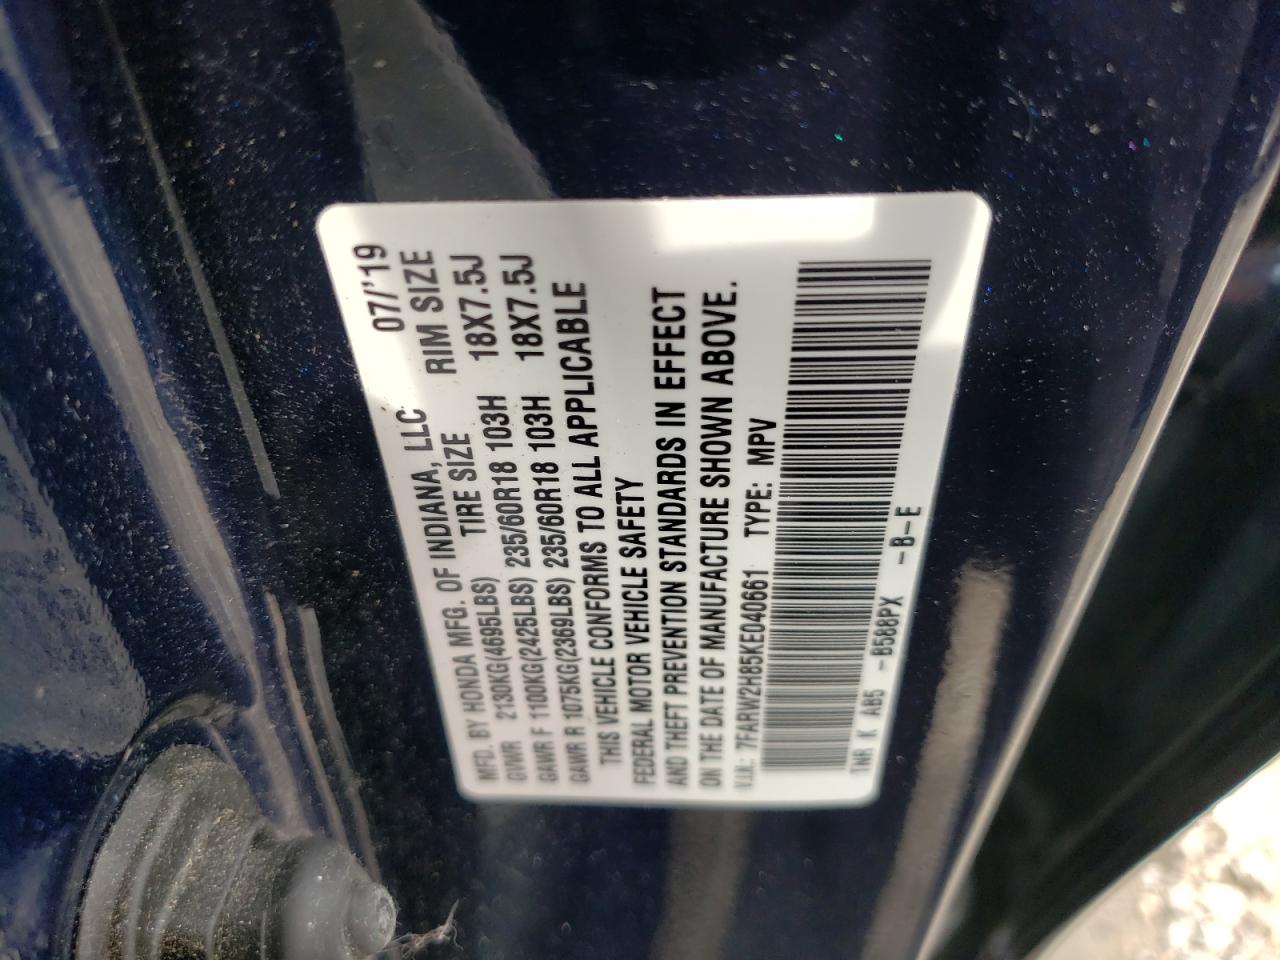 MFD. BY HONDA MFG. OF INDIANA, LLC 07/'19
TIRE SIZE RIM SIZE
GVWR 2130KG(4695LBS)
GAWR F 1100KG(2425LBS) 235/60R18 103H 18X7.5J
GAWR R 1075KG(2369LBS) 235/60R18 103H 18X7.5J
THIS VEHICLE CONFORMS TO ALL APPLICABLE
FEDERAL MOTOR VEHICLE SAFETY
AND THEFT PREVENTION STANDARDS IN EFFECT
ON THE DATE OF MANUFACTURE SHOWN ABOVE.
V.I.N.: 7FARW2H85KE040661 TYPE: MPV
TNR K AB5 -B588PX -B-E